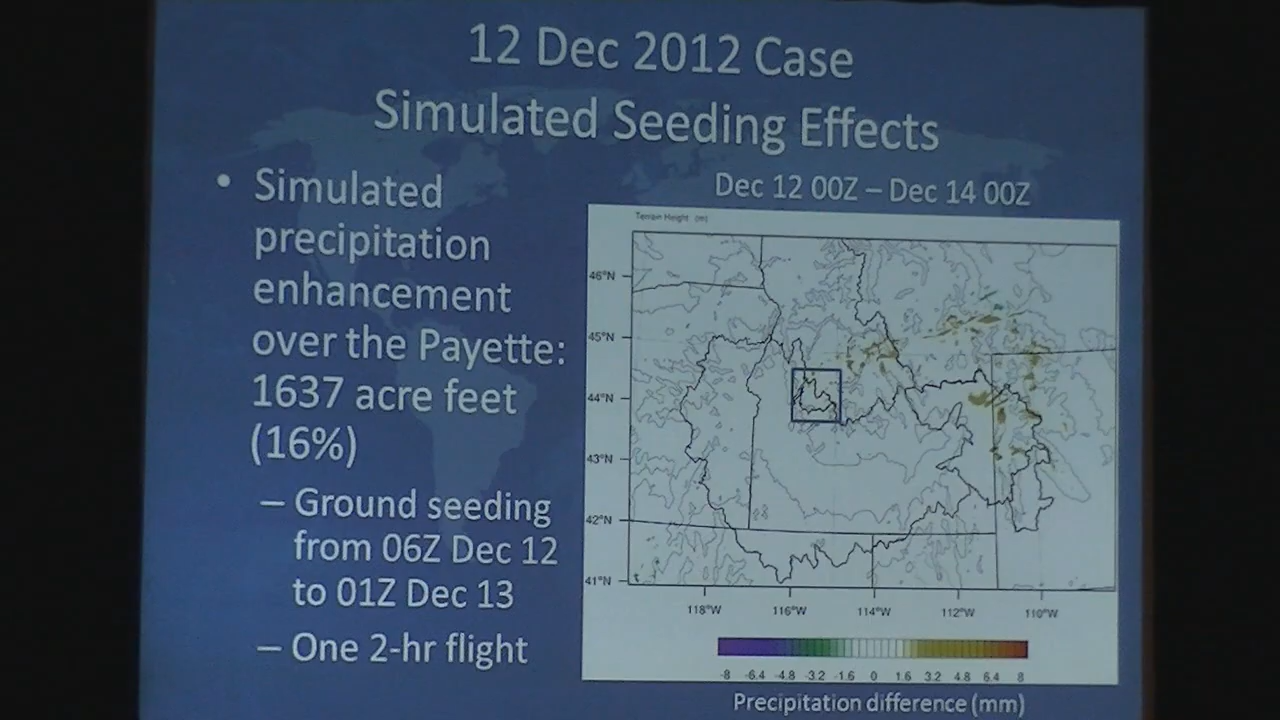 12 Dec 2012 Case
Simulated Seeding Effects
• Simulated
precipitation
enhancement
over the Payette:
1637 acre feet
(16%)
– Ground seeding
from 06Z Dec 12
to 01Z Dec 13
– One 2-hr flight
Dec 12 00Z – Dec 14 00Z
Terrain Height (m)
46°N
45°N
44°N
43°N
42°N
41°N
118°W 116°W 114°W 112°W 110°W
-8 -6.4 -4.8 -3.2 -1.6 0 1.6 3.2 4.8 6.4 8
Precipitation difference (mm)